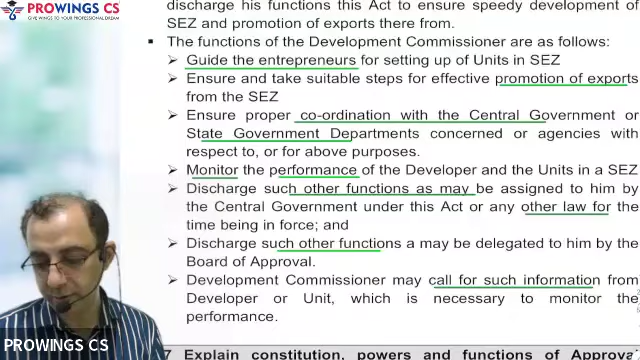 PROWINGS CS
GIVE WINGS TO YOUR PROFESSIONAL DREAM
discharge his functions this Act to ensure speedy development of
SEZ and promotion of exports there from.
▪ The functions of the Development Commissioner are as follows:
➢ Guide the entrepreneurs for setting up of Units in SEZ
➢ Ensure and take suitable steps for effective promotion of exports
from the SEZ
➢ Ensure proper co-ordination with the Central Government or
State Government Departments concerned or agencies with
respect to, or for above purposes.
➢ Monitor the performance of the Developer and the Units in a SEZ
➢ Discharge such other functions as may be assigned to him by
the Central Government under this Act or any other law for the
time being in force; and
➢ Discharge such other functions a may be delegated to him by the
Board of Approval.
➢ Development Commissioner may call for such information from
Developer or Unit, which is necessary to monitor the
performance.
7 Explain constitution, powers and functions of Approval
PROWINGS CS